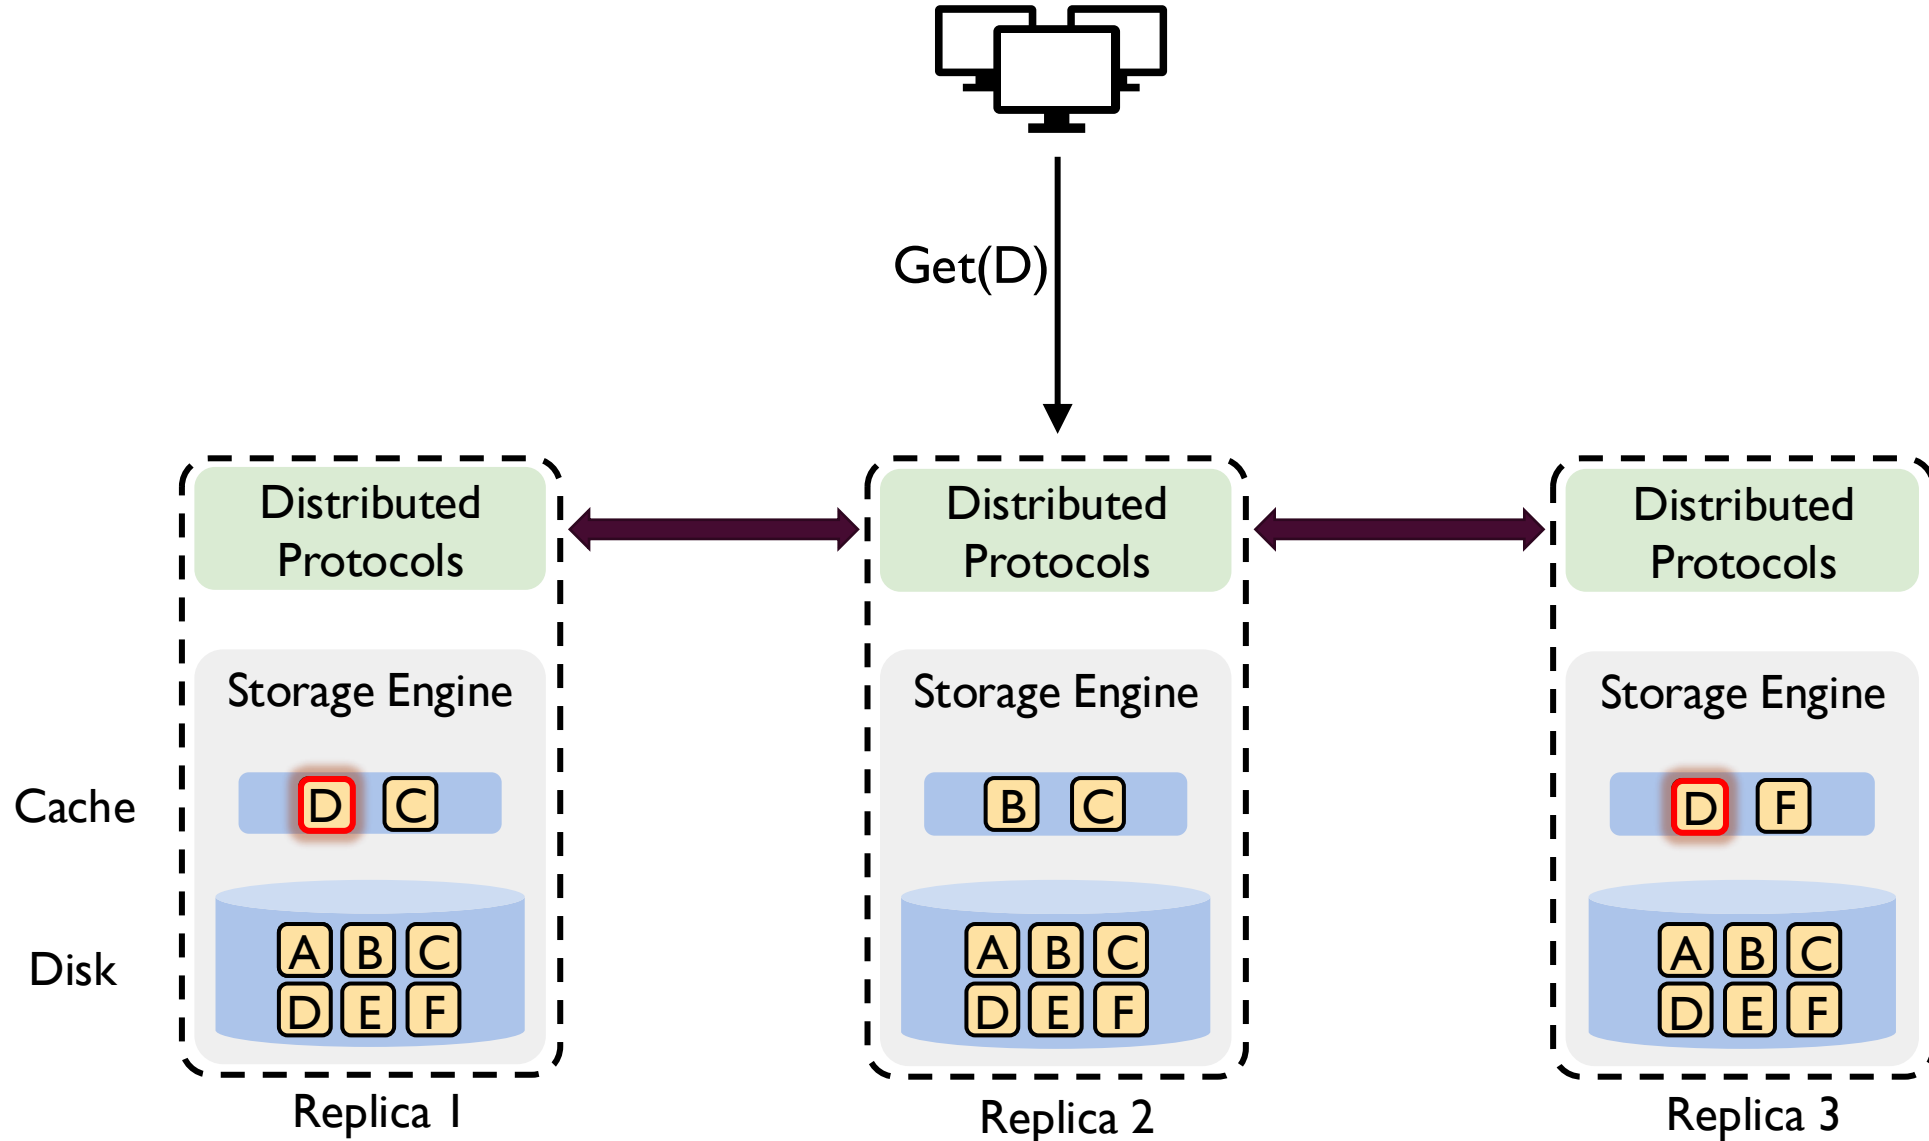 Get(D)
Distributed
Protocols
Distributed
Protocols
Distributed
Protocols
Storage Engine
Storage Engine
Storage Engine
Cache
D C
B C
D F
Disk
A B C
D E F
A B C
D E F
A B C
D E F
Replica 1
Replica 2
Replica 3